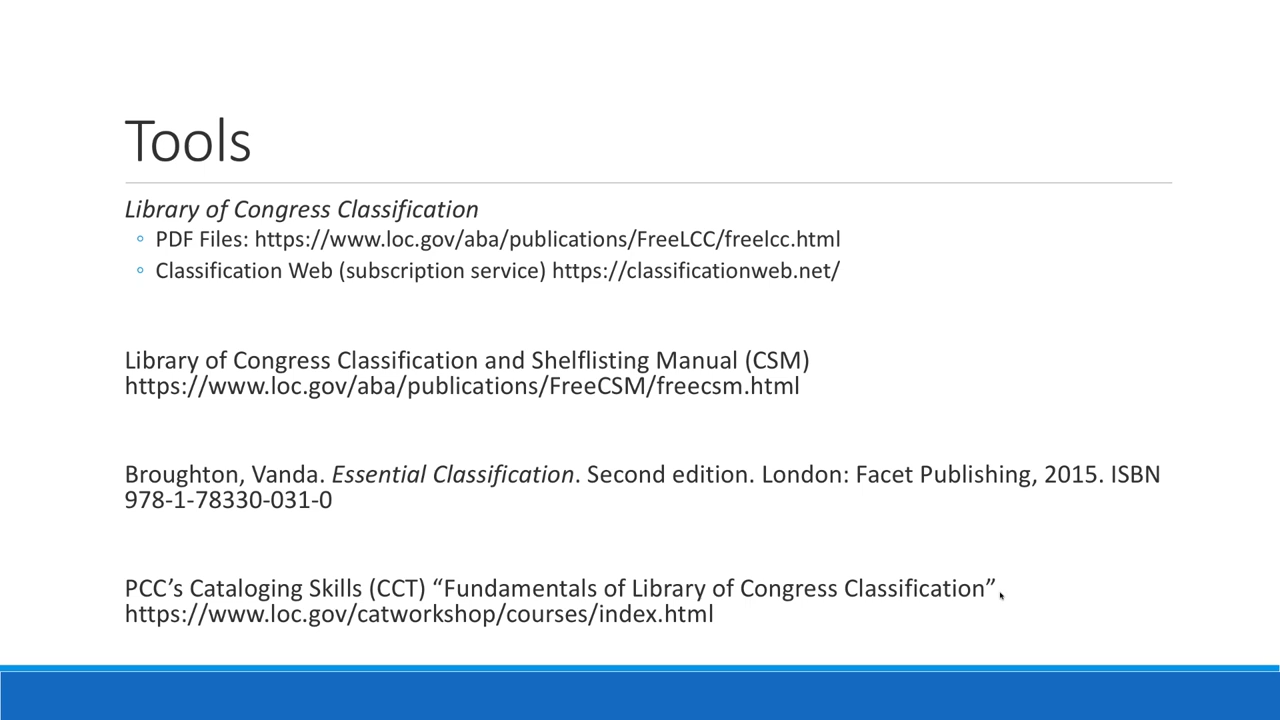 Tools
Library of Congress Classification
◦ PDF Files: https://www.loc.gov/aba/publications/FreeLCC/freelcc.html
◦ Classification Web (subscription service) https://classificationweb.net/
Library of Congress Classification and Shelflisting Manual (CSM)
https://www.loc.gov/aba/publications/FreeCSM/freecsm.html
Broughton, Vanda. Essential Classification. Second edition. London: Facet Publishing, 2015. ISBN
978-1-78330-031-0
PCC’s Cataloging Skills (CCT) “Fundamentals of Library of Congress Classification”,
https://www.loc.gov/catworkshop/courses/index.html